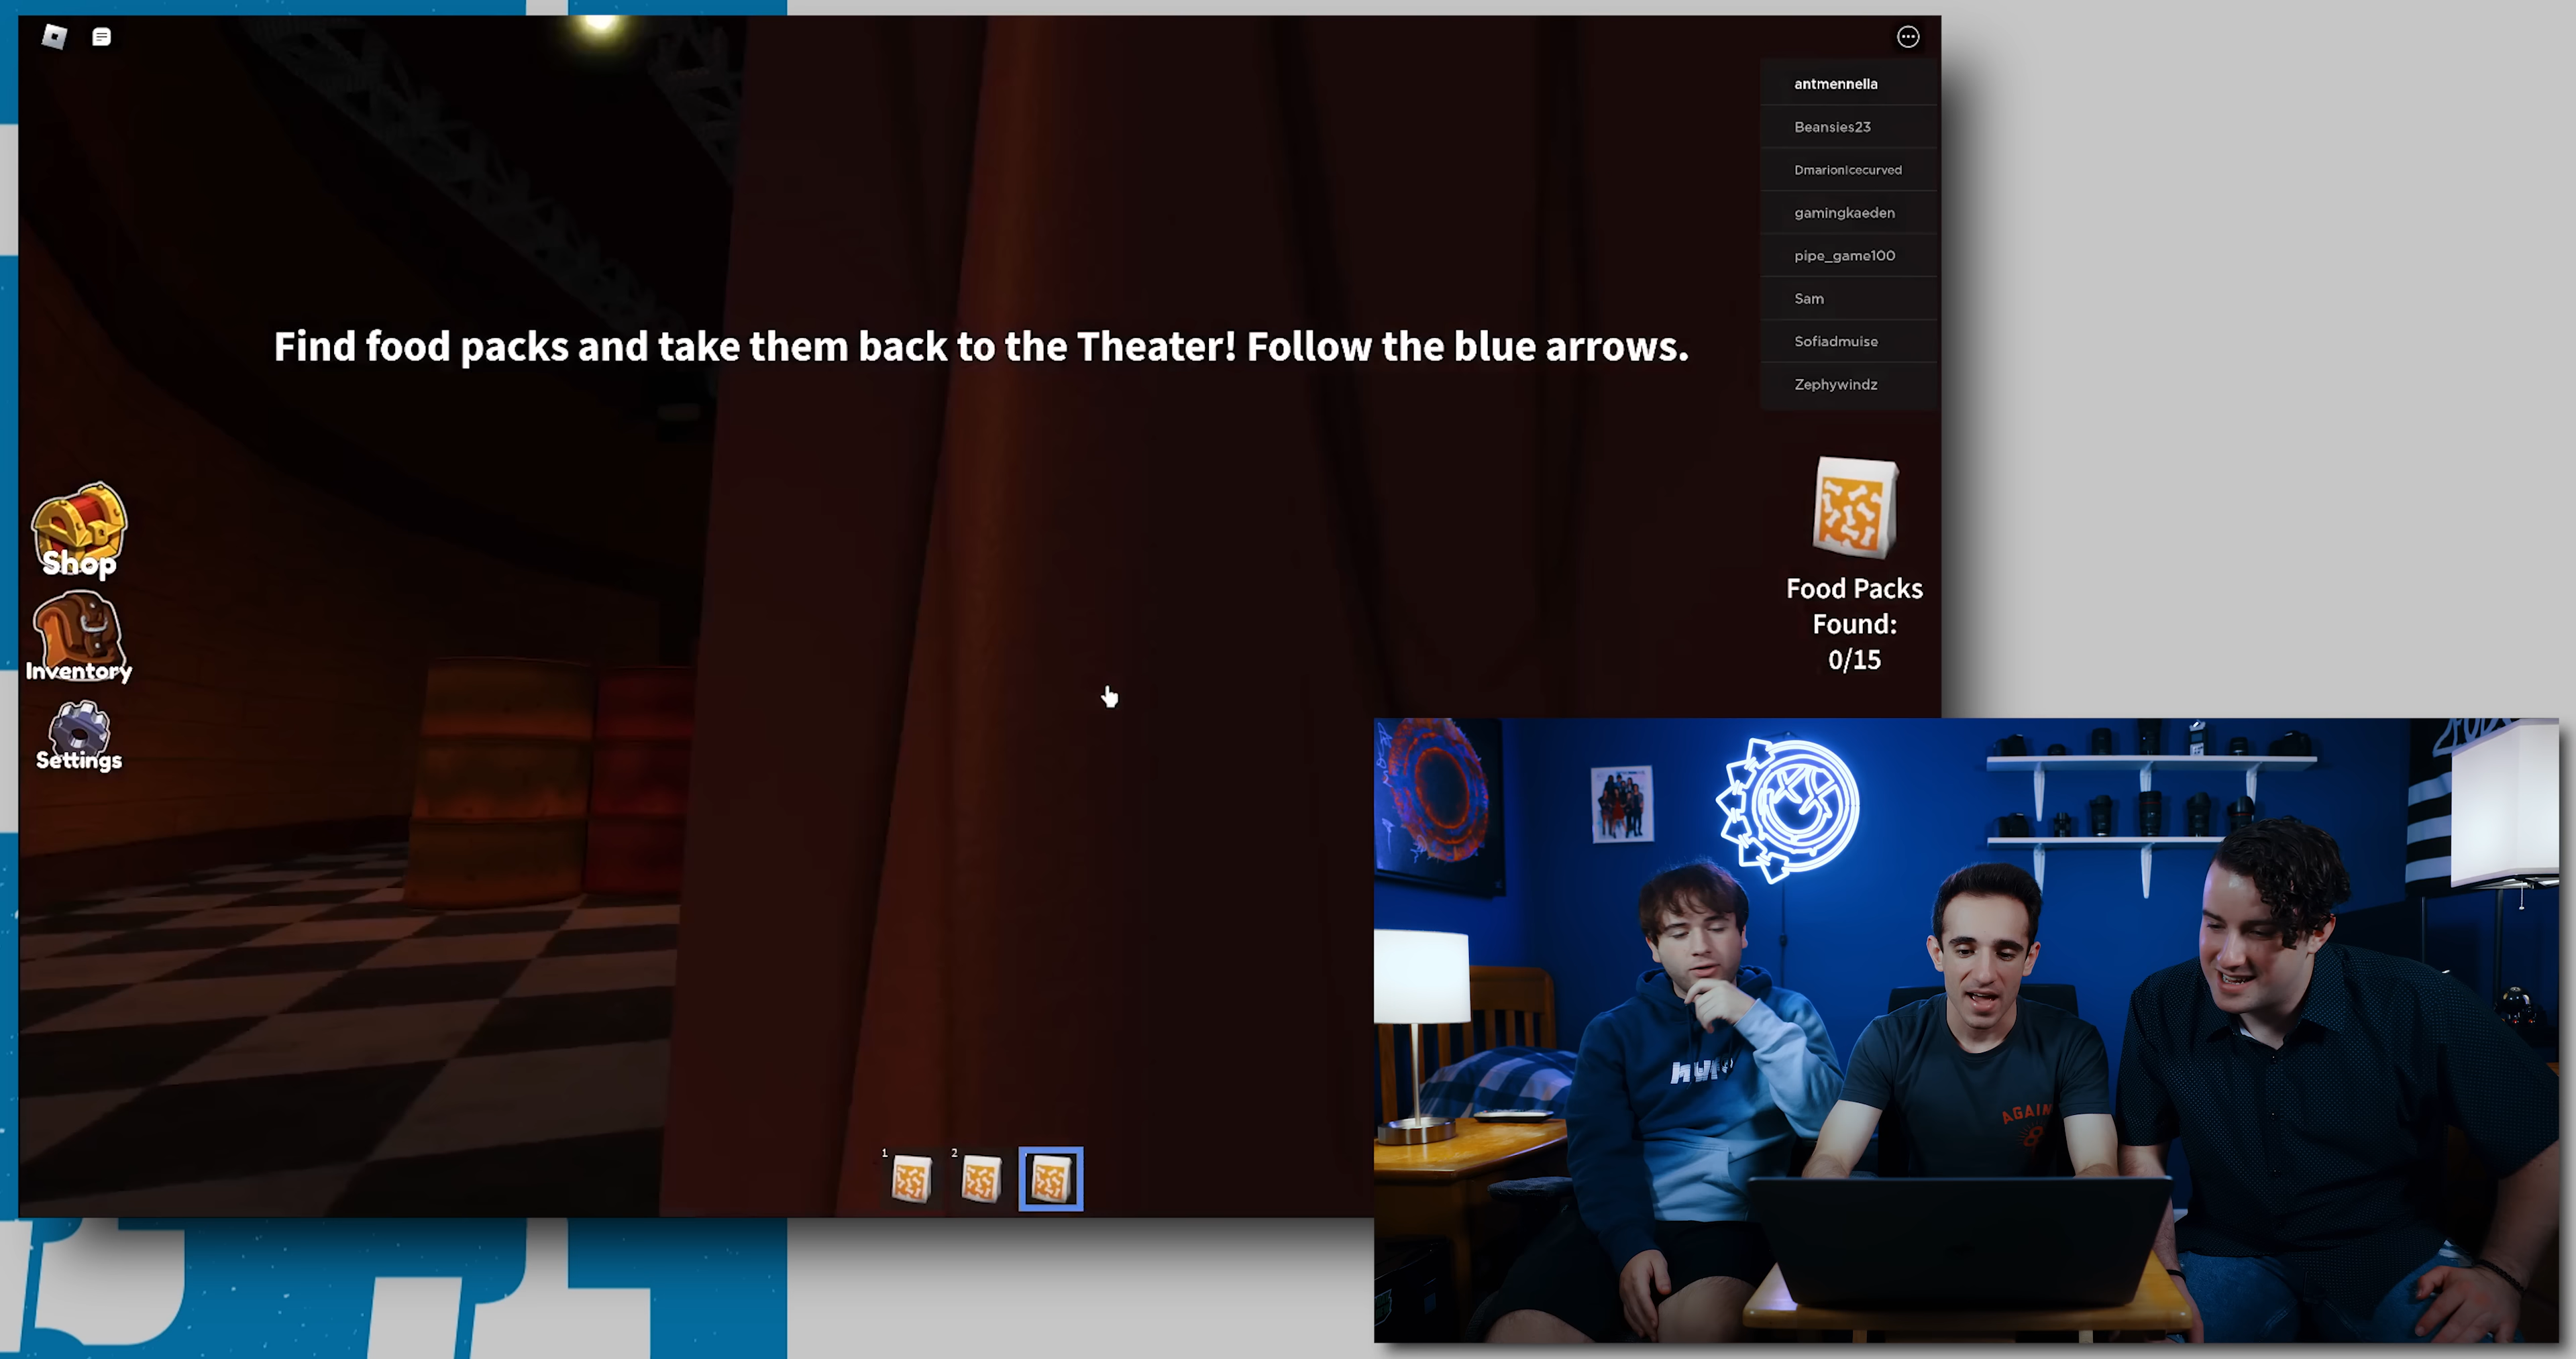 antmennella
Beansies23
DmarionIcecurved
gamingkaeden
pipe_game100
Sam
Sofiadmuise
Zephywindz
Find food packs and take them back to the Theater! Follow the blue arrows.
Shop
Inventory
Settings
Food Packs
Found:
0/15
1
2
AGAIN